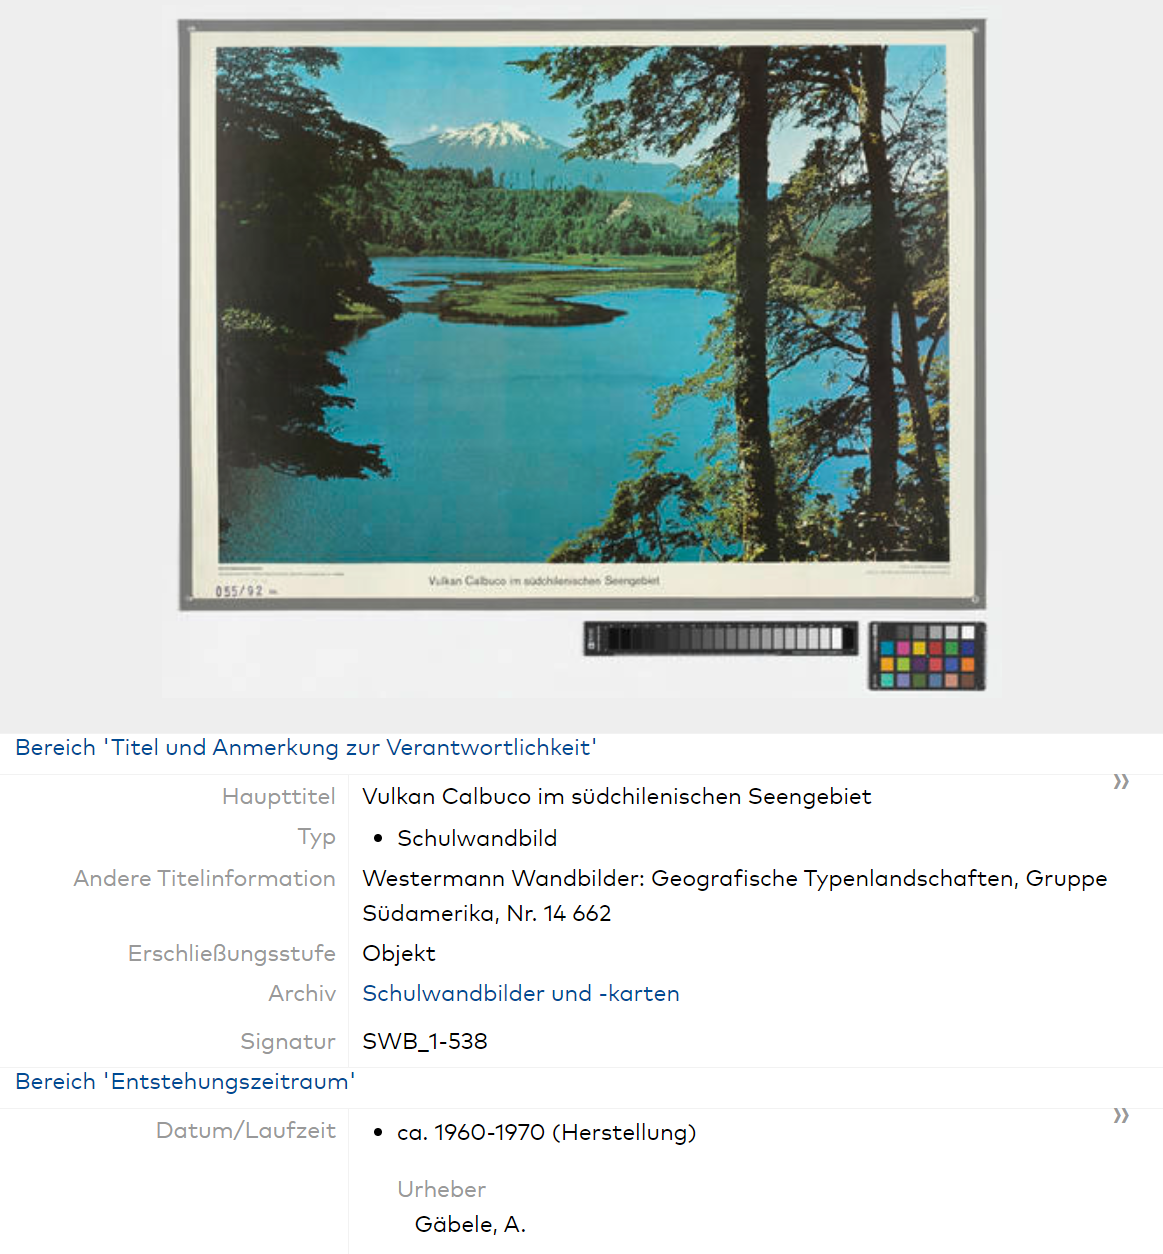 Vulkan Calbuco im südchilenischen Seengebiet
055/92
Bereich 'Titel und Anmerkung zur Verantwortlichkeit'
»
Haupttitel
Vulkan Calbuco im südchilenischen Seengebiet
Typ
• Schulwandbild
Andere Titelinformation
Westermann Wandbilder: Geografische Typenlandschaften, Gruppe
Südamerika, Nr. 14 662
Erschließungsstufe
Objekt
Archiv
Schulwandbilder und -karten
Signatur
SWB_1-538
Bereich 'Entstehungszeitraum'
»
Datum/Laufzeit
• ca. 1960-1970 (Herstellung)
Urheber
Gäbele, A.